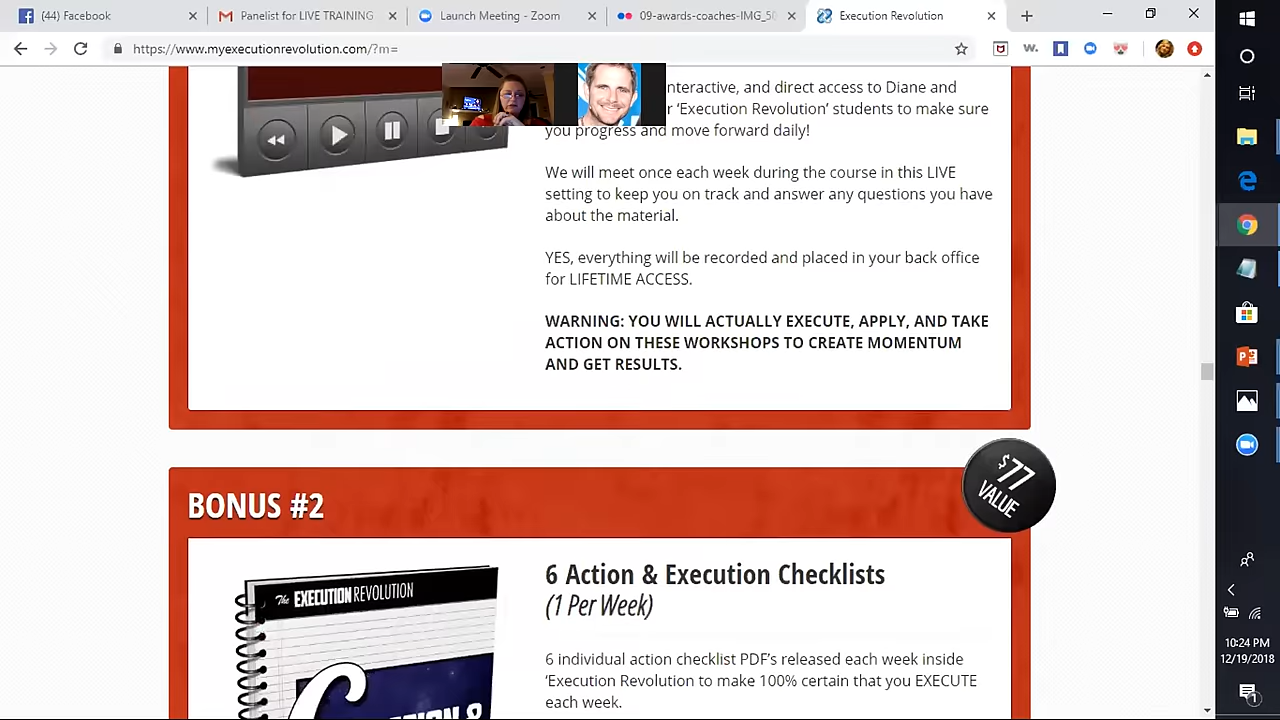 (44) Facebook
Panelist for LIVE TRAINING
Launch Meeting - Zoom
09-awards-coaches-IMG_50
Execution Revolution
https://www.myexecutionrevolution.com/?m=
w.
nteractive, and direct access to Diane and
r 'Execution Revolution' students to make sure
you progress and move forward daily!
We will meet once each week during the course in this LIVE
setting to keep you on track and answer any questions you have
about the material.
YES, everything will be recorded and placed in your back office
for LIFETIME ACCESS.
WARNING: YOU WILL ACTUALLY EXECUTE, APPLY, AND TAKE
ACTION ON THESE WORKSHOPS TO CREATE MOMENTUM
AND GET RESULTS.
$77
VALUE
BONUS #2
The EXECUTION REVOLUTION
6 Action & Execution Checklists
(1 Per Week)
6 individual action checklist PDF's released each week inside
'Execution Revolution to make 100% certain that you EXECUTE
each week.
10:24 PM
12/19/2018
1